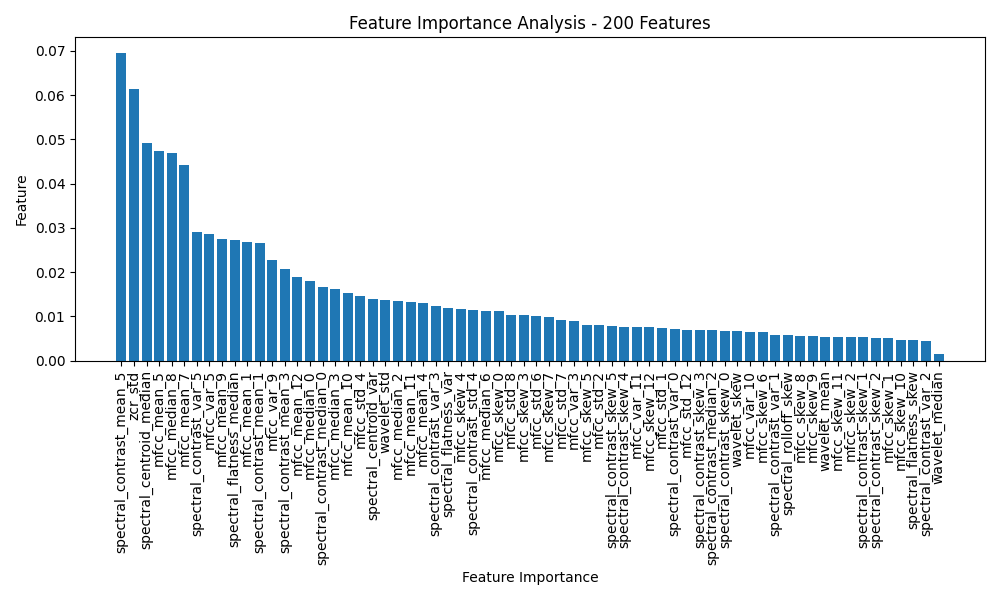 Feature Importance Analysis - 200 Features
0.07
0.06
0.05
0.04
0.03
0.02
0.01
0.00
Feature
spectral_contrast_mean_5
zcr_std
spectral_centroid_median
mfcc_mean_5
mfcc_median_8
mfcc_mean_7
spectral_contrast_var_5
mfcc_var_5
mfcc_mean_9
spectral_flatness_median
mfcc_mean_1
spectral_contrast_mean_1
mfcc_var_9
spectral_contrast_mean_3
mfcc_mean_12
mfcc_median_0
spectral_contrast_median_0
mfcc_median_3
mfcc_mean_10
mfcc_std_4
spectral_centroid_var
wavelet_std
mfcc_median_2
mfcc_mean_11
mfcc_mean_4
spectral_contrast_var_3
spectral_flatness_var
mfcc_skew_4
spectral_contrast_std_4
mfcc_median_6
mfcc_skew_0
mfcc_std_8
mfcc_skew_3
mfcc_std_6
mfcc_skew_7
mfcc_std_7
mfcc_var_3
mfcc_skew_5
mfcc_std_2
spectral_contrast_skew_5
spectral_contrast_skew_4
mfcc_var_11
mfcc_skew_12
mfcc_std_1
spectral_contrast_var_0
mfcc_std_12
spectral_contrast_skew_3
spectral_contrast_median_2
spectral_contrast_skew_0
wavelet_skew
mfcc_var_10
mfcc_skew_6
spectral_contrast_var_1
spectral_rolloff_skew
mfcc_skew_8
mfcc_skew_9
wavelet_mean
mfcc_skew_11
mfcc_skew_2
spectral_contrast_skew_1
spectral_contrast_skew_2
mfcc_skew_1
mfcc_skew_10
spectral_flatness_skew
spectral_contrast_var_2
wavelet_median
Feature Importance